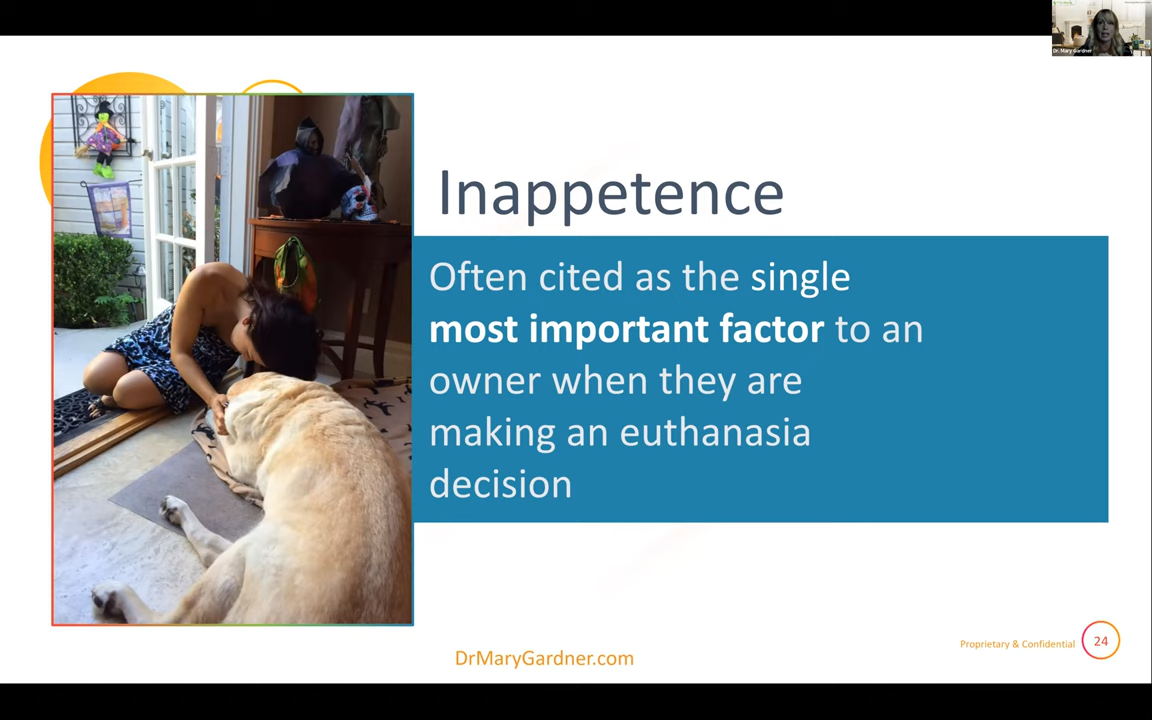 Dr. Mary Gardner
Inappetence
Often cited as the single
most important factor to an
owner when they are
making an euthanasia
decision
Proprietary & Confidential
24
DrMaryGardner.com